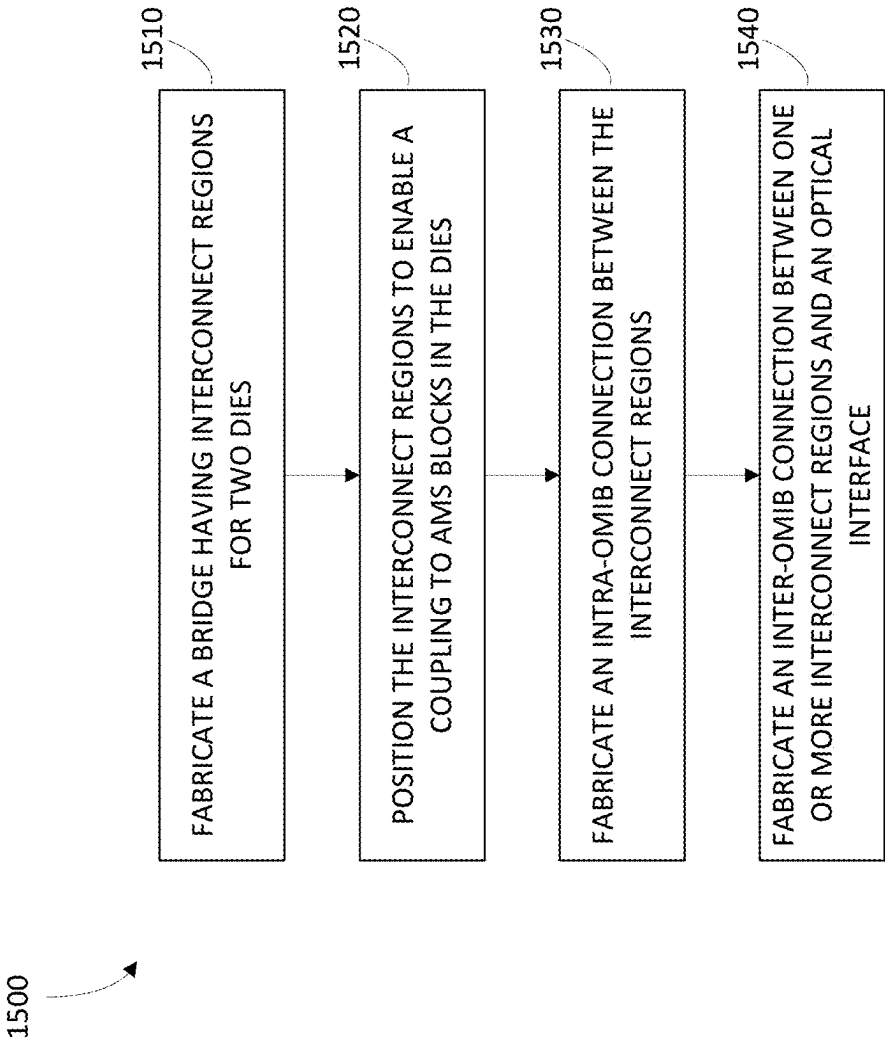 1500
1510
FABRICATE A BRIDGE HAVING INTERCONNECT REGIONS
FOR TWO DIES
1520
POSITION THE INTERCONNECT REGIONS TO ENABLE A
COUPLING TO AMS BLOCKS IN THE DIES
1530
FABRICATE AN INTRA-OMIB CONNECTION BETWEEN THE
INTERCONNECT REGIONS
1540
FABRICATE AN INTER-OMIB CONNECTION BETWEEN ONE
OR MORE INTERCONNECT REGIONS AND AN OPTICAL
INTERFACE